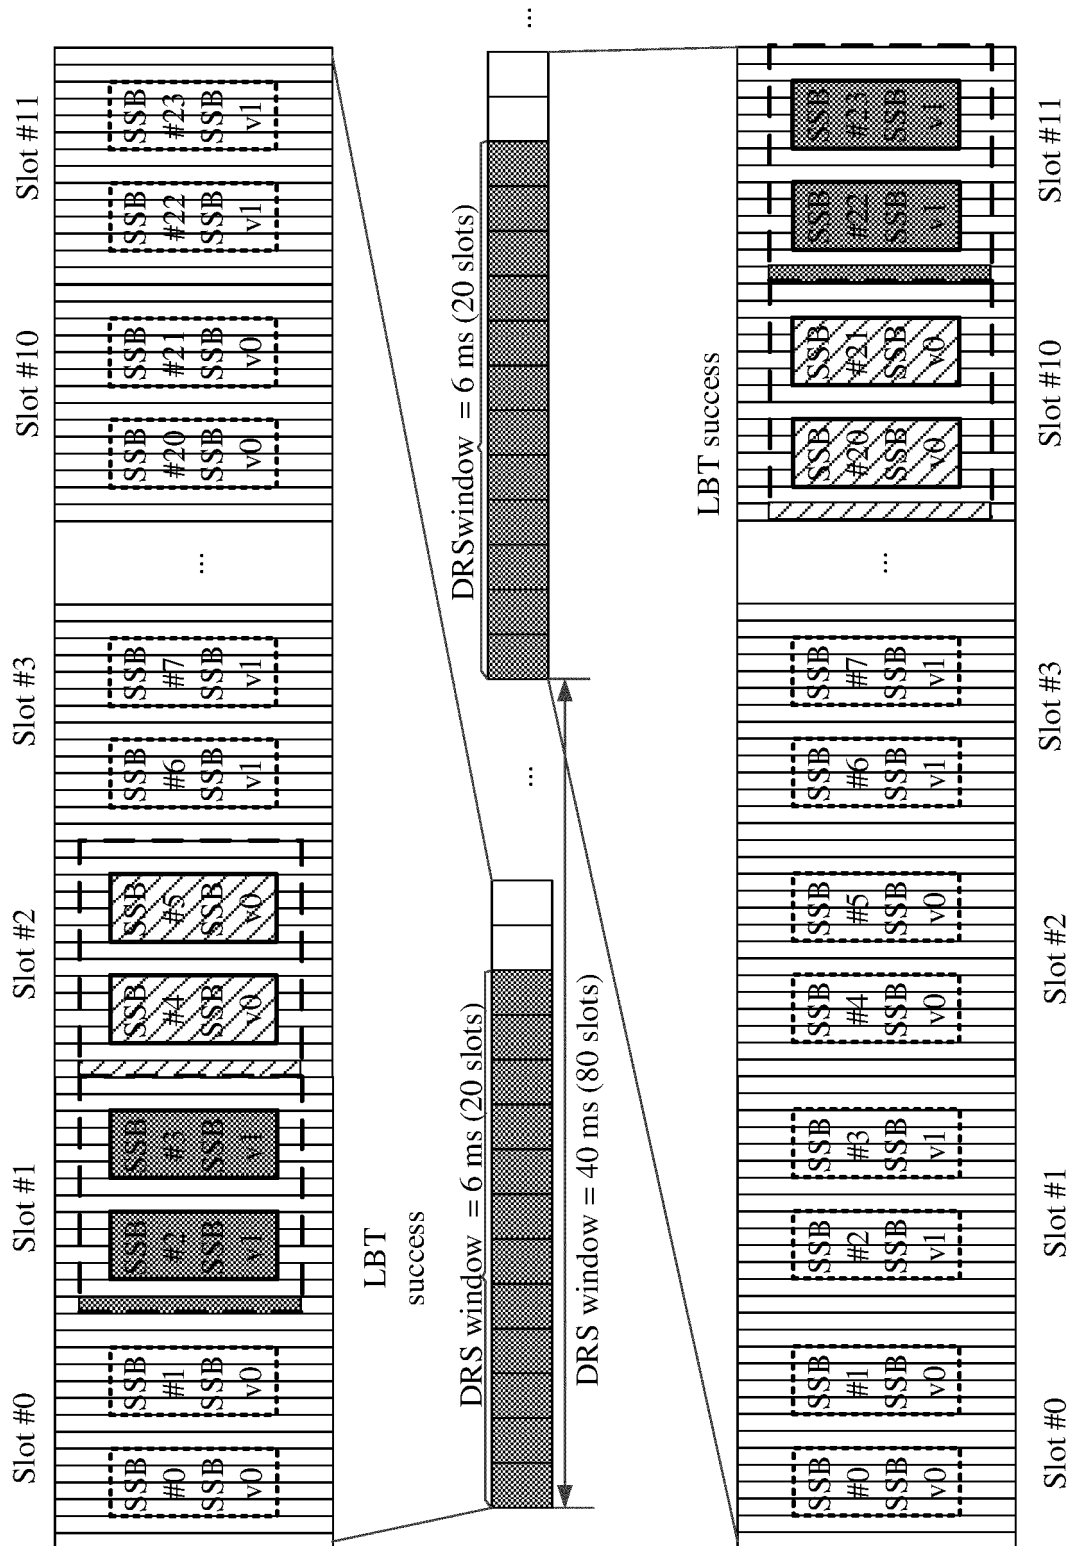 Slot #0
Slot #1
Slot #2
Slot #3
Slot #10
Slot #11
SSB
#0
SSB
v0
SSB
#1
SSB
v0
SSB
#2
SSB
v1
SSB
#3
SSB
v1
SSB
#4
SSB
v0
SSB
#5
SSB
v0
SSB
#6
SSB
v1
SSB
#7
SSB
v1
...
SSB
#20
SSB
v0
SSB
#21
SSB
v0
SSB
#22
SSB
v1
SSB
#23
SSB
v1
LBT
success
DRS window = 6 ms (20 slots)
DRSwindow = 6 ms (20 slots)
...
...
DRS window = 40 ms (80 slots)
LBT success
SSB
#0
SSB
v0
SSB
#1
SSB
v0
SSB
#2
SSB
v1
SSB
#3
SSB
v1
SSB
#4
SSB
v0
SSB
#5
SSB
v0
SSB
#6
SSB
v1
SSB
#7
SSB
v1
...
SSB
#20
SSB
v0
SSB
#21
SSB
v0
SSB
#22
SSB
v1
SSB
#23
SSB
v1
Slot #0
Slot #1
Slot #2
Slot #3
Slot #10
Slot #11